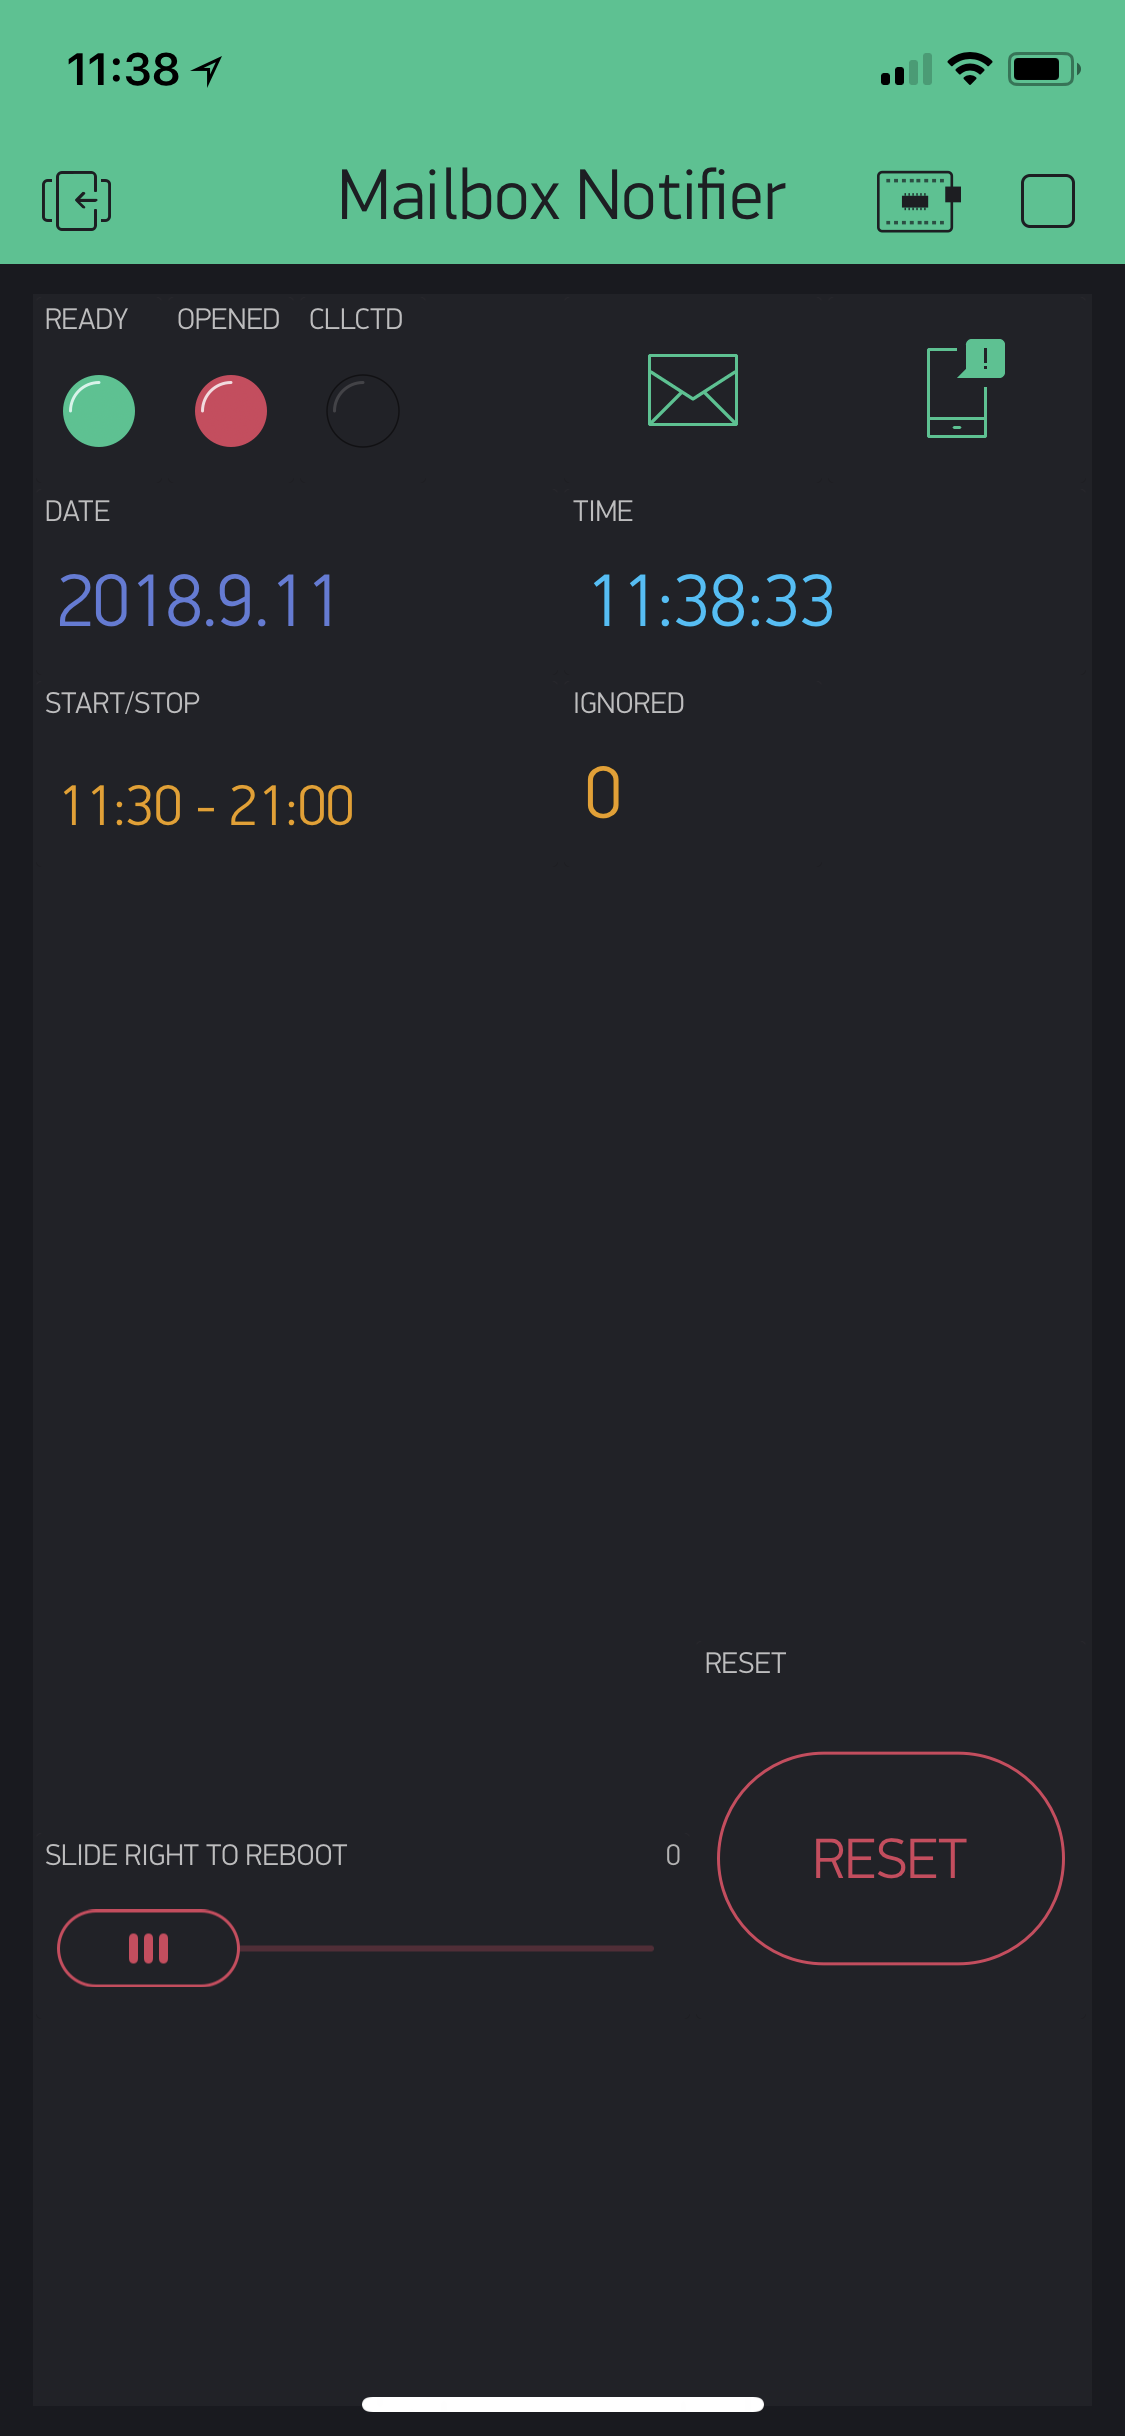 11:38
Mailbox Notifier
READY OPENED CLLCTD
DATE TIME
2018.9.11 11:38:33
START/STOP IGNORED
11:30 - 21:00 0
RESET
SLIDE RIGHT TO REBOOT 0
RESET